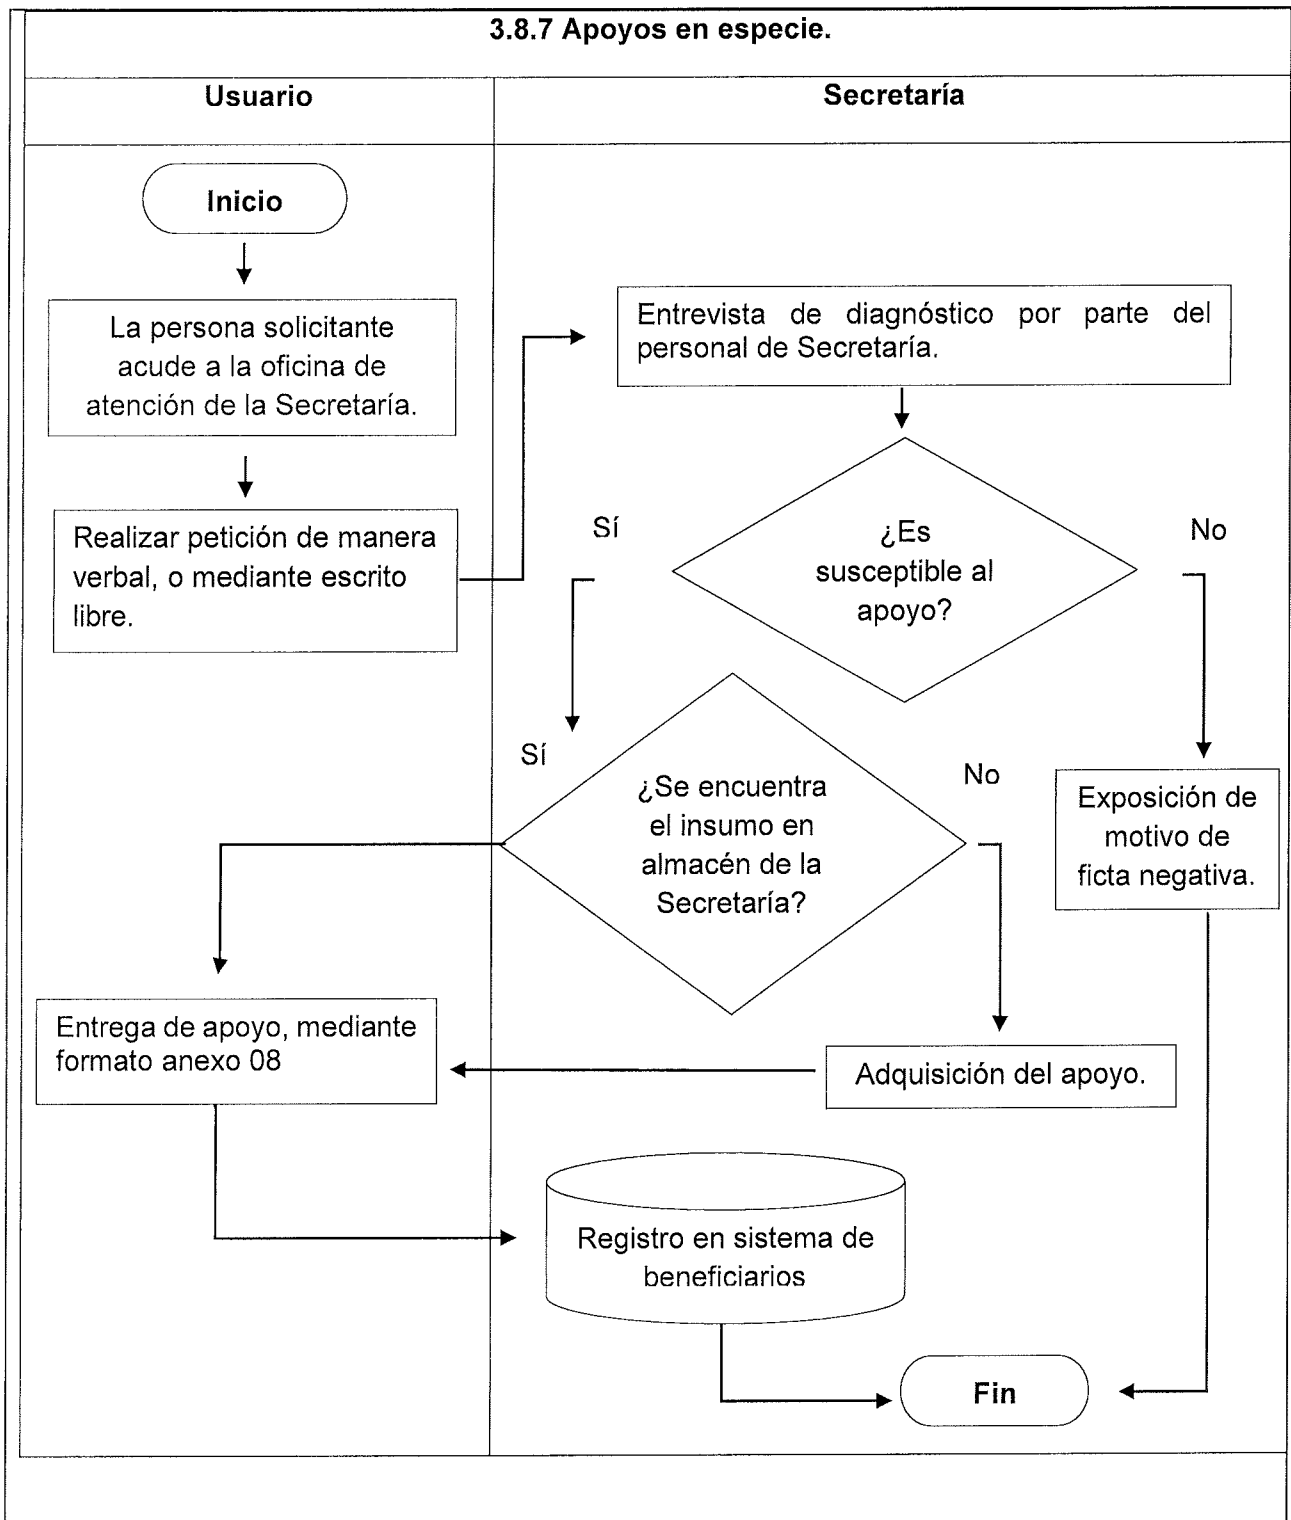 3.8.7 Apoyos en especie.
Usuario
Secretaría
Inicio
La persona solicitante
acude a la oficina de
atención de la Secretaría.
Realizar petición de manera
verbal, o mediante escrito
libre.
Entrevista de diagnóstico por parte del
personal de Secretaría.
Sí
¿Es
susceptible al
apoyo?
No
Sí
¿Se encuentra
el insumo en
almacén de la
Secretaría?
No
Exposición de
motivo de
ficta negativa.
Entrega de apoyo, mediante
formato anexo 08
Adquisición del apoyo.
Registro en sistema de
beneficiarios
Fin